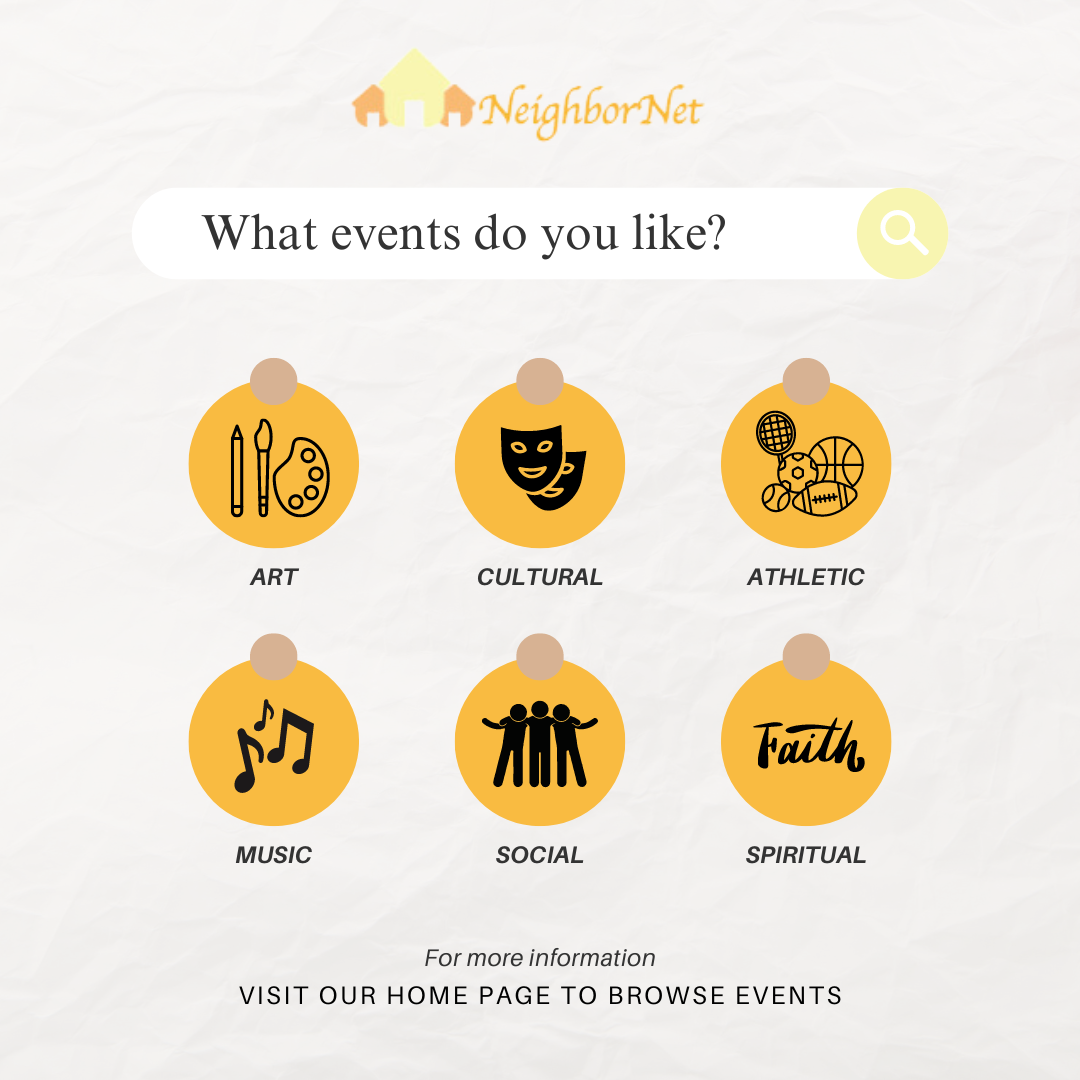 NeighborNet
What events do you like?
ART
CULTURAL
ATHLETIC
Faith
MUSIC
SOCIAL
SPIRITUAL
For more information
VISIT OUR HOME PAGE TO BROWSE EVENTS